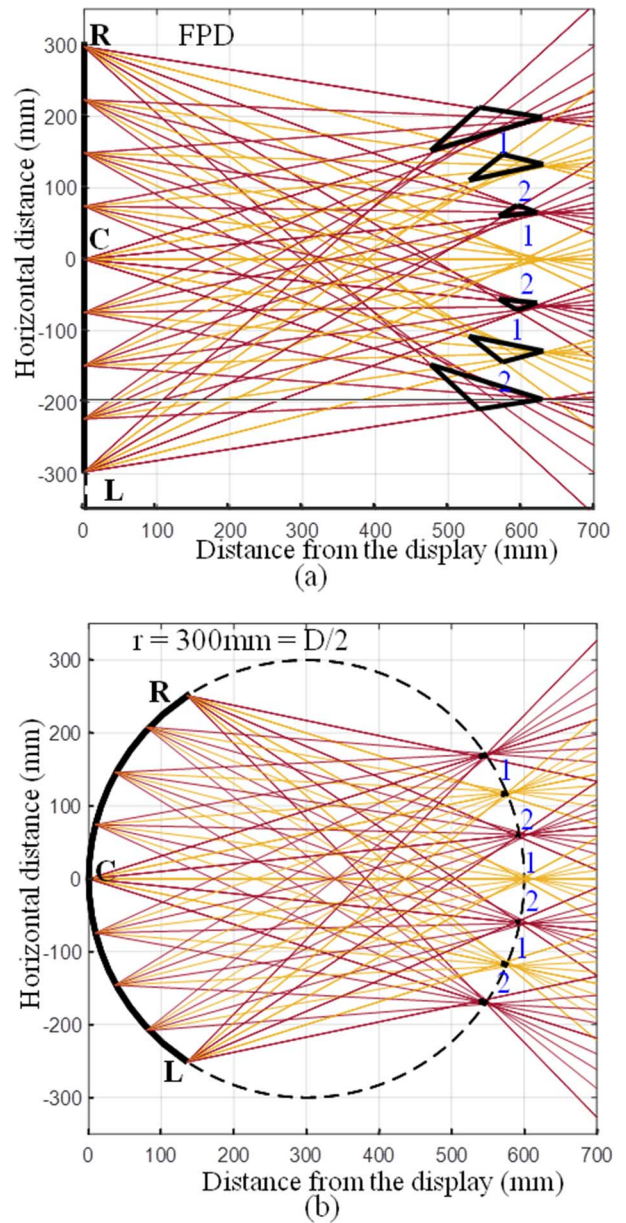 R
FPD
300
200
100
0
-100
-200
-300
Horizontal distance (mm)
C
L
1
2
1
2
1
2
0 100 200 300 400 500 600 700
Distance from the display (mm)
(a)
r = 300mm = D/2
R
300
200
100
0
-100
-200
-300
Horizontal distance (mm)
C
L
1
2
1
2
1
2
0 100 200 300 400 500 600 700
Distance from the display (mm)
(b)